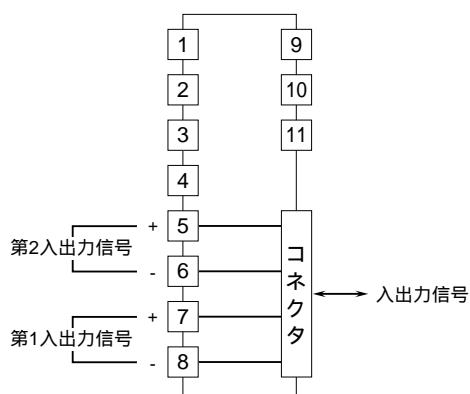 1 9
2 10
3 11
4
+ 5
第2入出力信号
- 6
コネクタ
入出力信号
+ 7
第1入出力信号
- 8